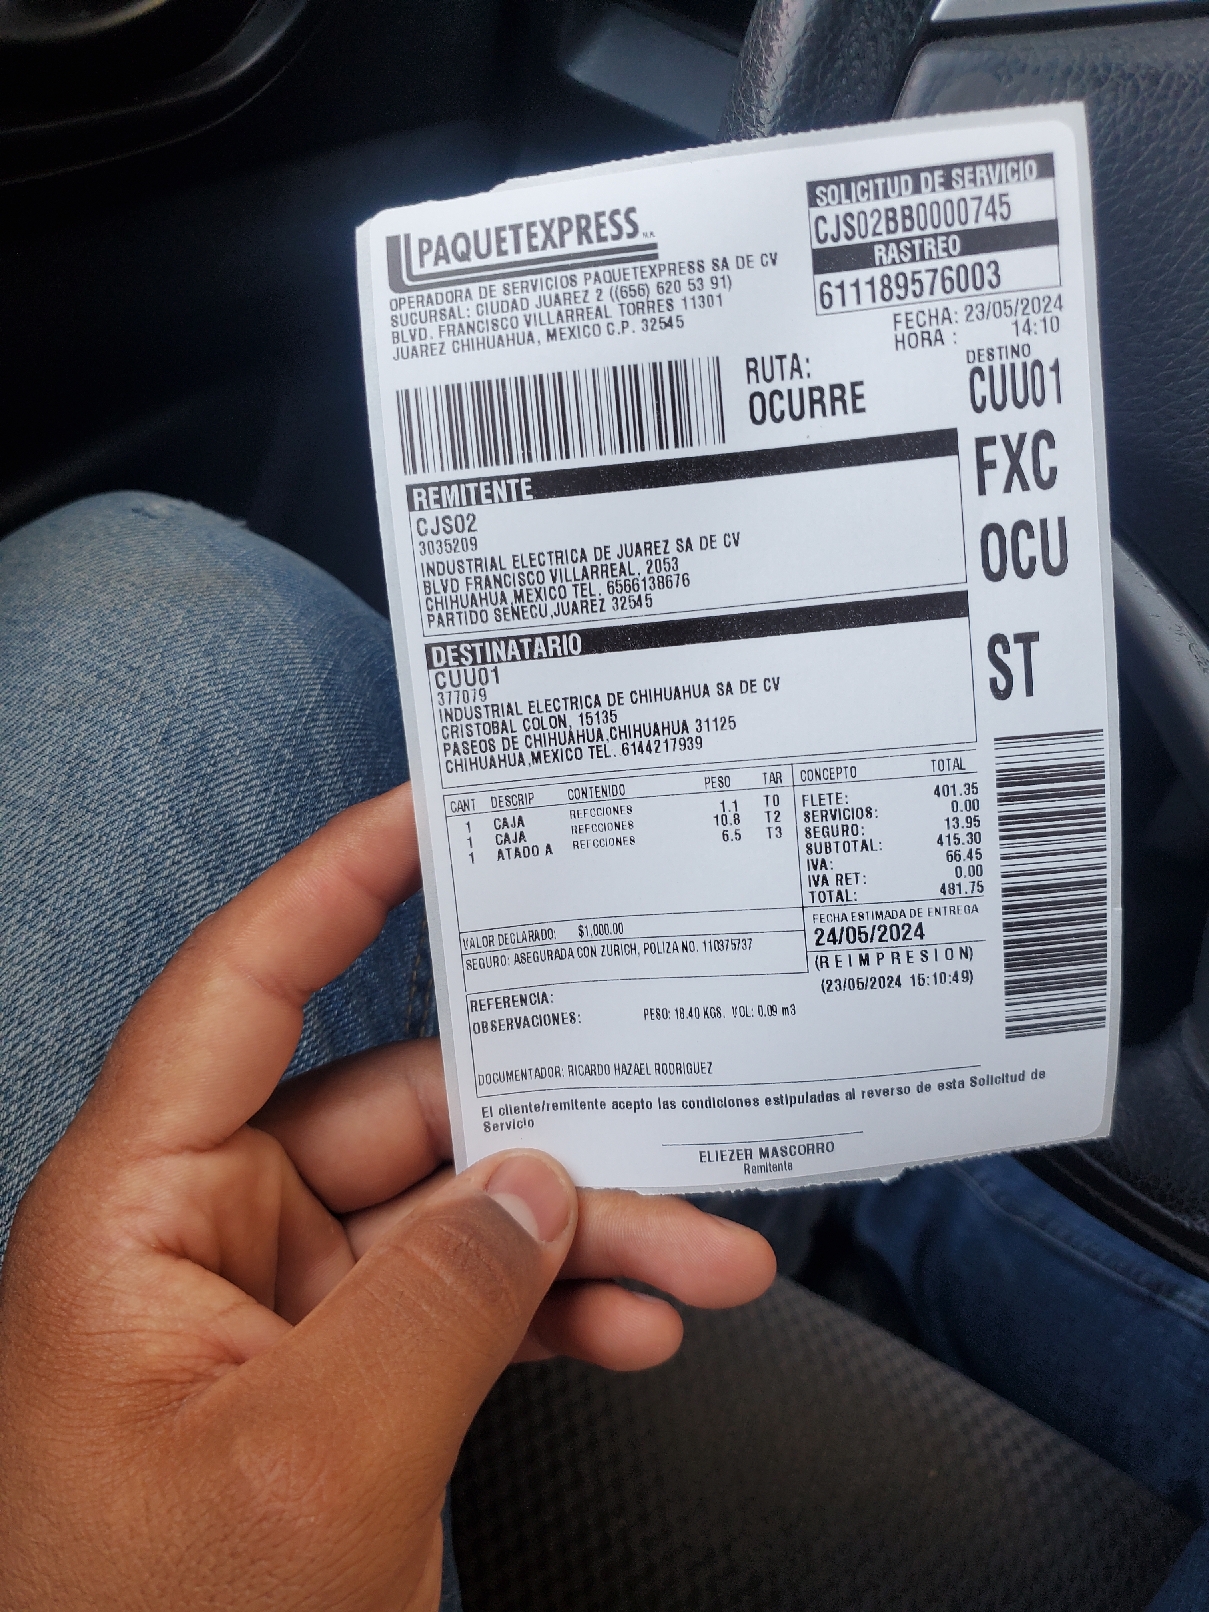 PAQUETEXPRESS
OPERADORA DE SERVICIOS PAQUETEXPRESS SA DE CV
SUCURSAL: CIUDAD JUAREZ 2 ((656) 620 53 91)
BLVD. FRANCISCO VILLARREAL TORRES 11301
JUAREZ CHIHUAHUA, MEXICO C.P. 32545
SOLICITUD DE SERVICIO
CJS02BB0000745
RASTREO
611189576003
FECHA: 23/05/2024
HORA : 14:10
RUTA:
OCURRE
DESTINO
CUU01
FXC
OCU
ST
REMITENTE
CJS02
3035209
INDUSTRIAL ELECTRICA DE JUAREZ SA DE CV
BLVD FRANCISCO VILLARREAL, 2053
CHIHUAHUA,MEXICO TEL. 6566138676
PARTIDO SENECU,JUAREZ 32545
DESTINATARIO
CUU01
377079
INDUSTRIAL ELECTRICA DE CHIHUAHUA SA DE CV
CRISTOBAL COLON, 15135
PASEOS DE CHIHUAHUA,CHIHUAHUA 31125
CHIHUAHUA,MEXICO TEL. 6144217939
CANT DESCRIP CONTENIDO PESO TAR
1 CAJA REFCCIONES 1.1 T0
1 CAJA REFCCIONES 10.8 T2
1 ATADO A REFCCIONES 6.5 T3
CONCEPTO TOTAL
FLETE: 401.35
SERVICIOS: 0.00
SEGURO: 13.95
SUBTOTAL: 415.30
IVA: 66.45
IVA RET: 0.00
TOTAL: 481.75
VALOR DECLARADO: $1,000.00
SEGURO: ASEGURADA CON ZURICH, POLIZA NO. 110375737
FECHA ESTIMADA DE ENTREGA
24/05/2024
(REIMPRESION)
(23/05/2024 15:10:49)
REFERENCIA:
OBSERVACIONES: PESO: 18.40 KGS. VOL: 0.09 m3
DOCUMENTADOR: RICARDO HAZAEL RODRIGUEZ
El cliente/remitente acepto las condiciones estipuladas al reverso de esta Solicitud de
Servicio
ELIEZER MASCORRO
Remitente